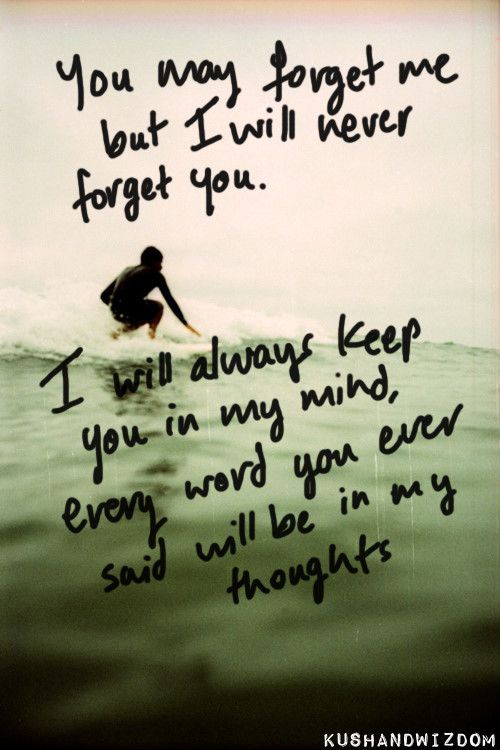 You may forget me
but I will never
forget you.
I will always keep
you in my mind,
every word you ever
said will be in my
thoughts
KUSHANDWIZDOM